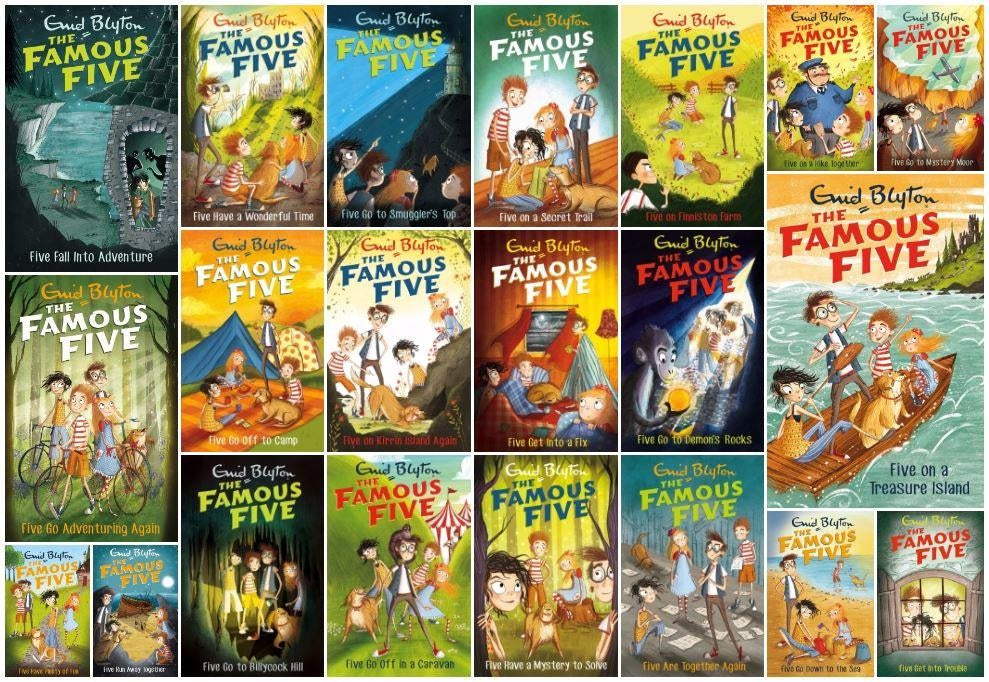 Enid Blyton
THE
FAMOUS
FIVE
Five Fall Into Adventure
Enid Blyton
THE
FAMOUS
FIVE
Five Have a Wonderful Time
Enid Blyton
THE
FAMOUS
FIVE
Five Go to Smuggler's Top
Enid Blyton
THE
FAMOUS
FIVE
Five on a Secret Trail
Enid Blyton
THE
FAMOUS
FIVE
Five on Finniston Farm
Enid Blyton
THE
FAMOUS
FIVE
Five on a Hike Together
Enid Blyton
THE
FAMOUS
FIVE
Five Go to Mystery Moor
Enid Blyton
THE
FAMOUS
FIVE
Five on a
Treasure Island
Enid Blyton
THE
FAMOUS
FIVE
Five Go Adventuring Again
Enid Blyton
THE
FAMOUS
FIVE
Five Go Off to Camp
Enid Blyton
THE
FAMOUS
FIVE
Five on Kirrin Island Again
Enid Blyton
THE
FAMOUS
FIVE
Five Get Into a Fix
Enid Blyton
THE
FAMOUS
FIVE
Five Go to Demon's Rocks
Enid Blyton
THE
FAMOUS
FIVE
Five Have Plenty of Fun
Enid Blyton
THE
FAMOUS
FIVE
Five Run Away Together
Enid Blyton
THE
FAMOUS
FIVE
Five Go to Billycock Hill
Enid Blyton
THE
FAMOUS
FIVE
Five Go Off in a Caravan
Enid Blyton
THE
FAMOUS
FIVE
Five Have a Mystery to Solve
Enid Blyton
THE
FAMOUS
FIVE
Five Are Together Again
Enid Blyton
THE
FAMOUS
FIVE
Five Go Down to the Sea
Enid Blyton
THE
FAMOUS
FIVE
Five Get Into Trouble